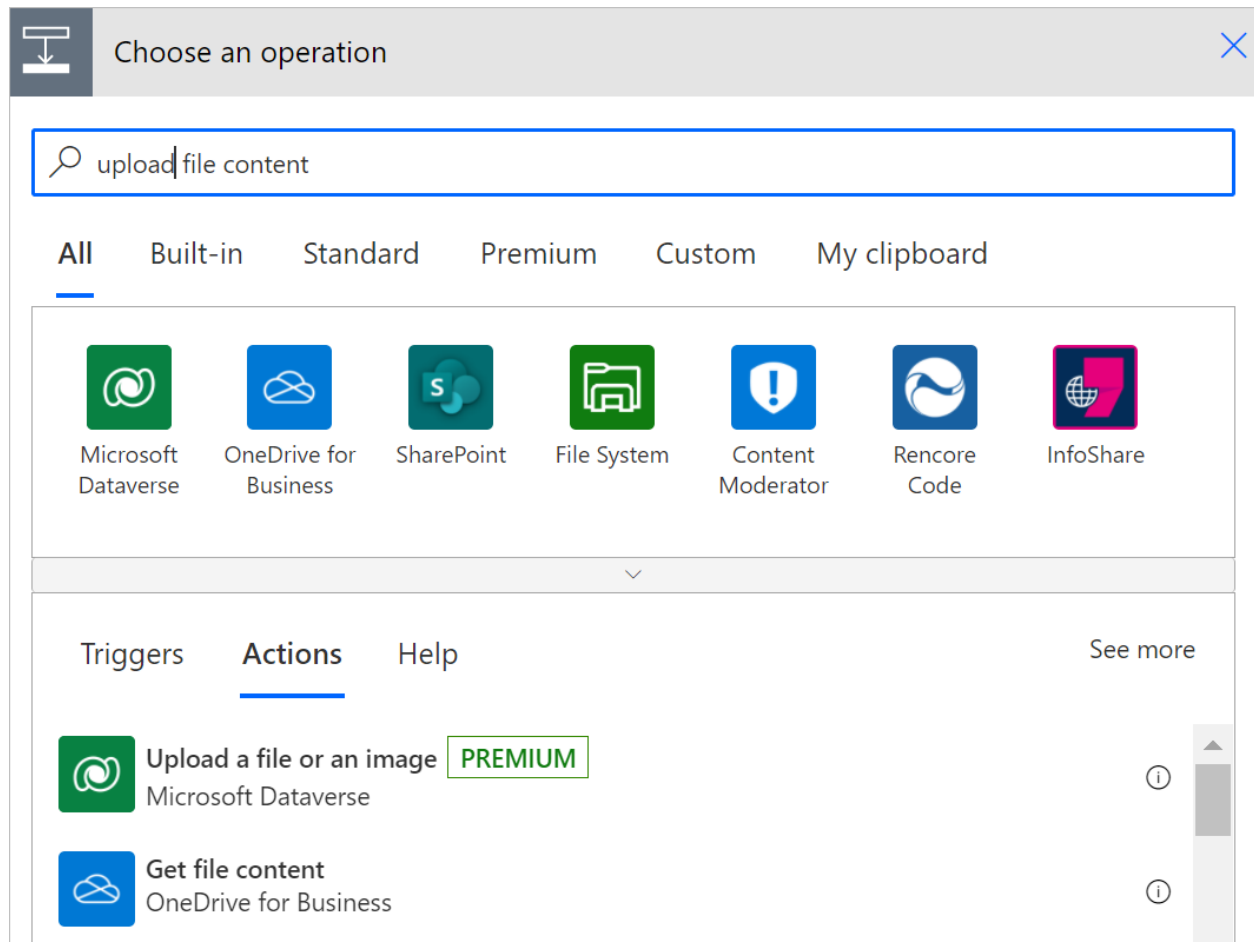 Choose an operation
upload file content
All Built-in Standard Premium Custom My clipboard
Microsoft Dataverse
OneDrive for Business
SharePoint
File System
Content Moderator
Rencore Code
InfoShare
Triggers Actions Help See more
Upload a file or an image PREMIUM
Microsoft Dataverse
Get file content
OneDrive for Business